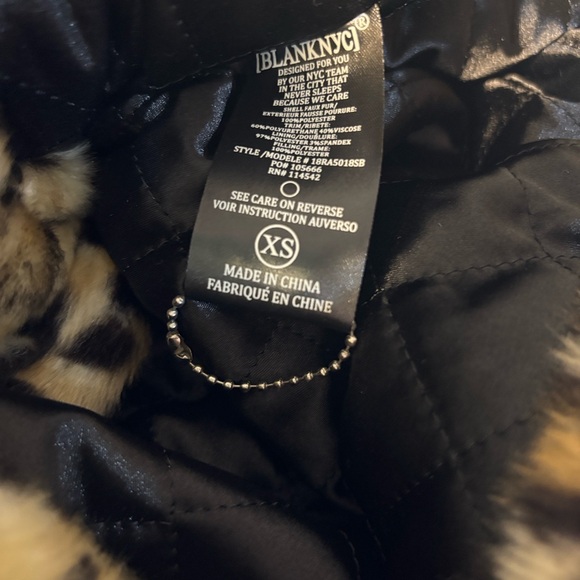 [BLANKNYC]®
DESIGNED FOR YOU
BY OUR NYC TEAM
IN THE CITY THAT
NEVER SLEEPS
BECAUSE WE CARE
SHELL FAUX FUR/
EXTERIEUR FAUSSE FOURURE:
100%POLYESTER
TRIM/RIBETE:
60%POLYURETHANE 40%VISCOSE
LINING/DOUBLURE:
97%POLYESTER 3%SPANDEX
FILLING/TRAME:
100%POLYESTER
STYLE /MODELE # 18RAS018SB
PO# 105666
RN# 114542
SEE CARE ON REVERSE
VOIR INSTRUCTION AUVERSO
XS
MADE IN CHINA
FABRIQUÉ EN CHINE